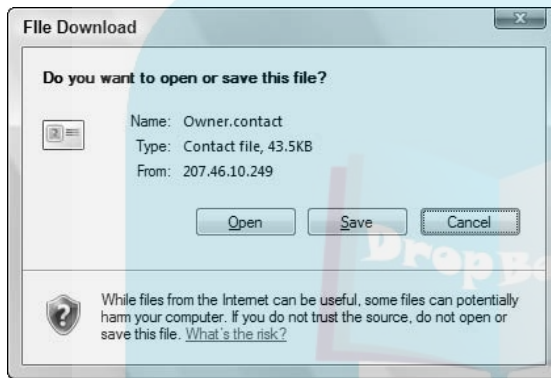 FIle Download
Do you want to open or save this file?
Name: Owner.contact
Type: Contact file, 43.5KB
From: 207.46.10.249
Open Save Cancel
While files from the Internet can be useful, some files can potentially
harm your computer. If you do not trust the source, do not open or
save this file. What's the risk?